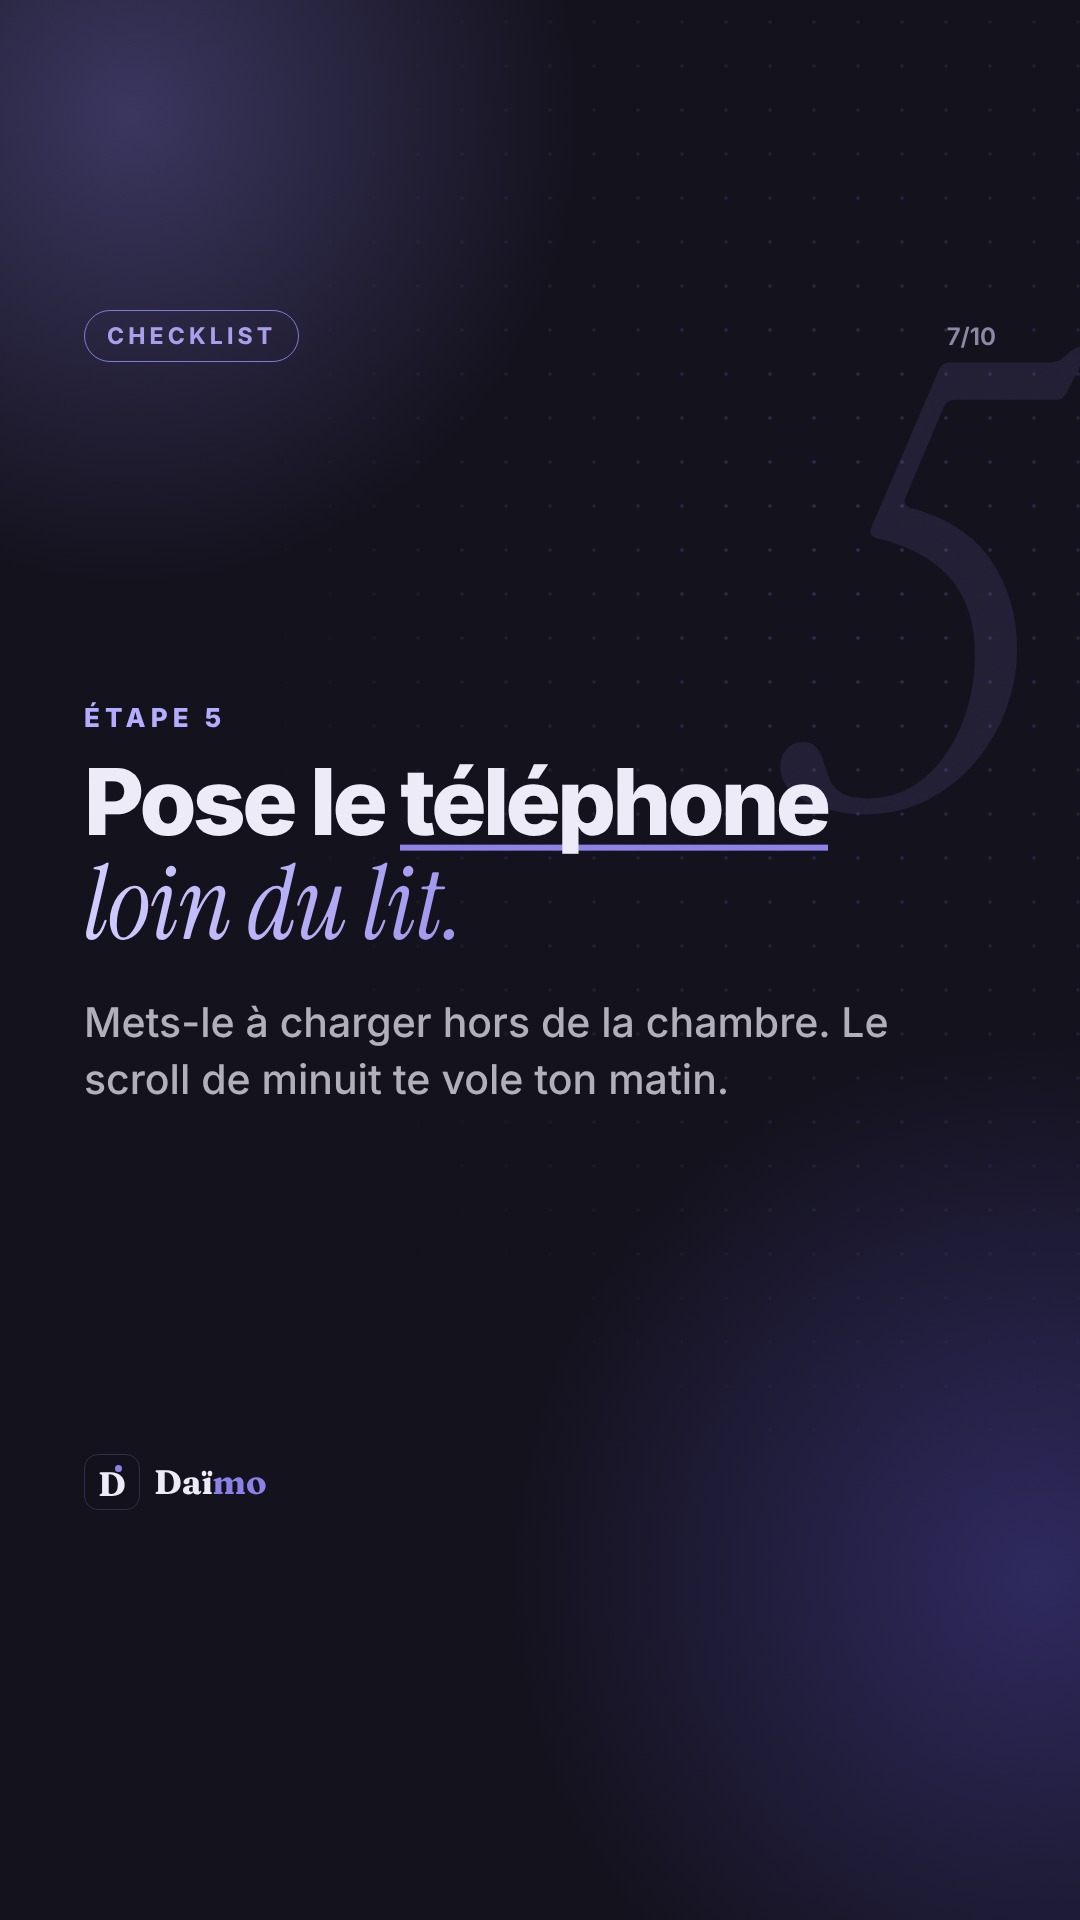 CHECKLIST
7/10
5
ÉTAPE 5
Pose le téléphone
loin du lit.
Mets-le à charger hors de la chambre. Le
scroll de minuit te vole ton matin.
D Daïmo